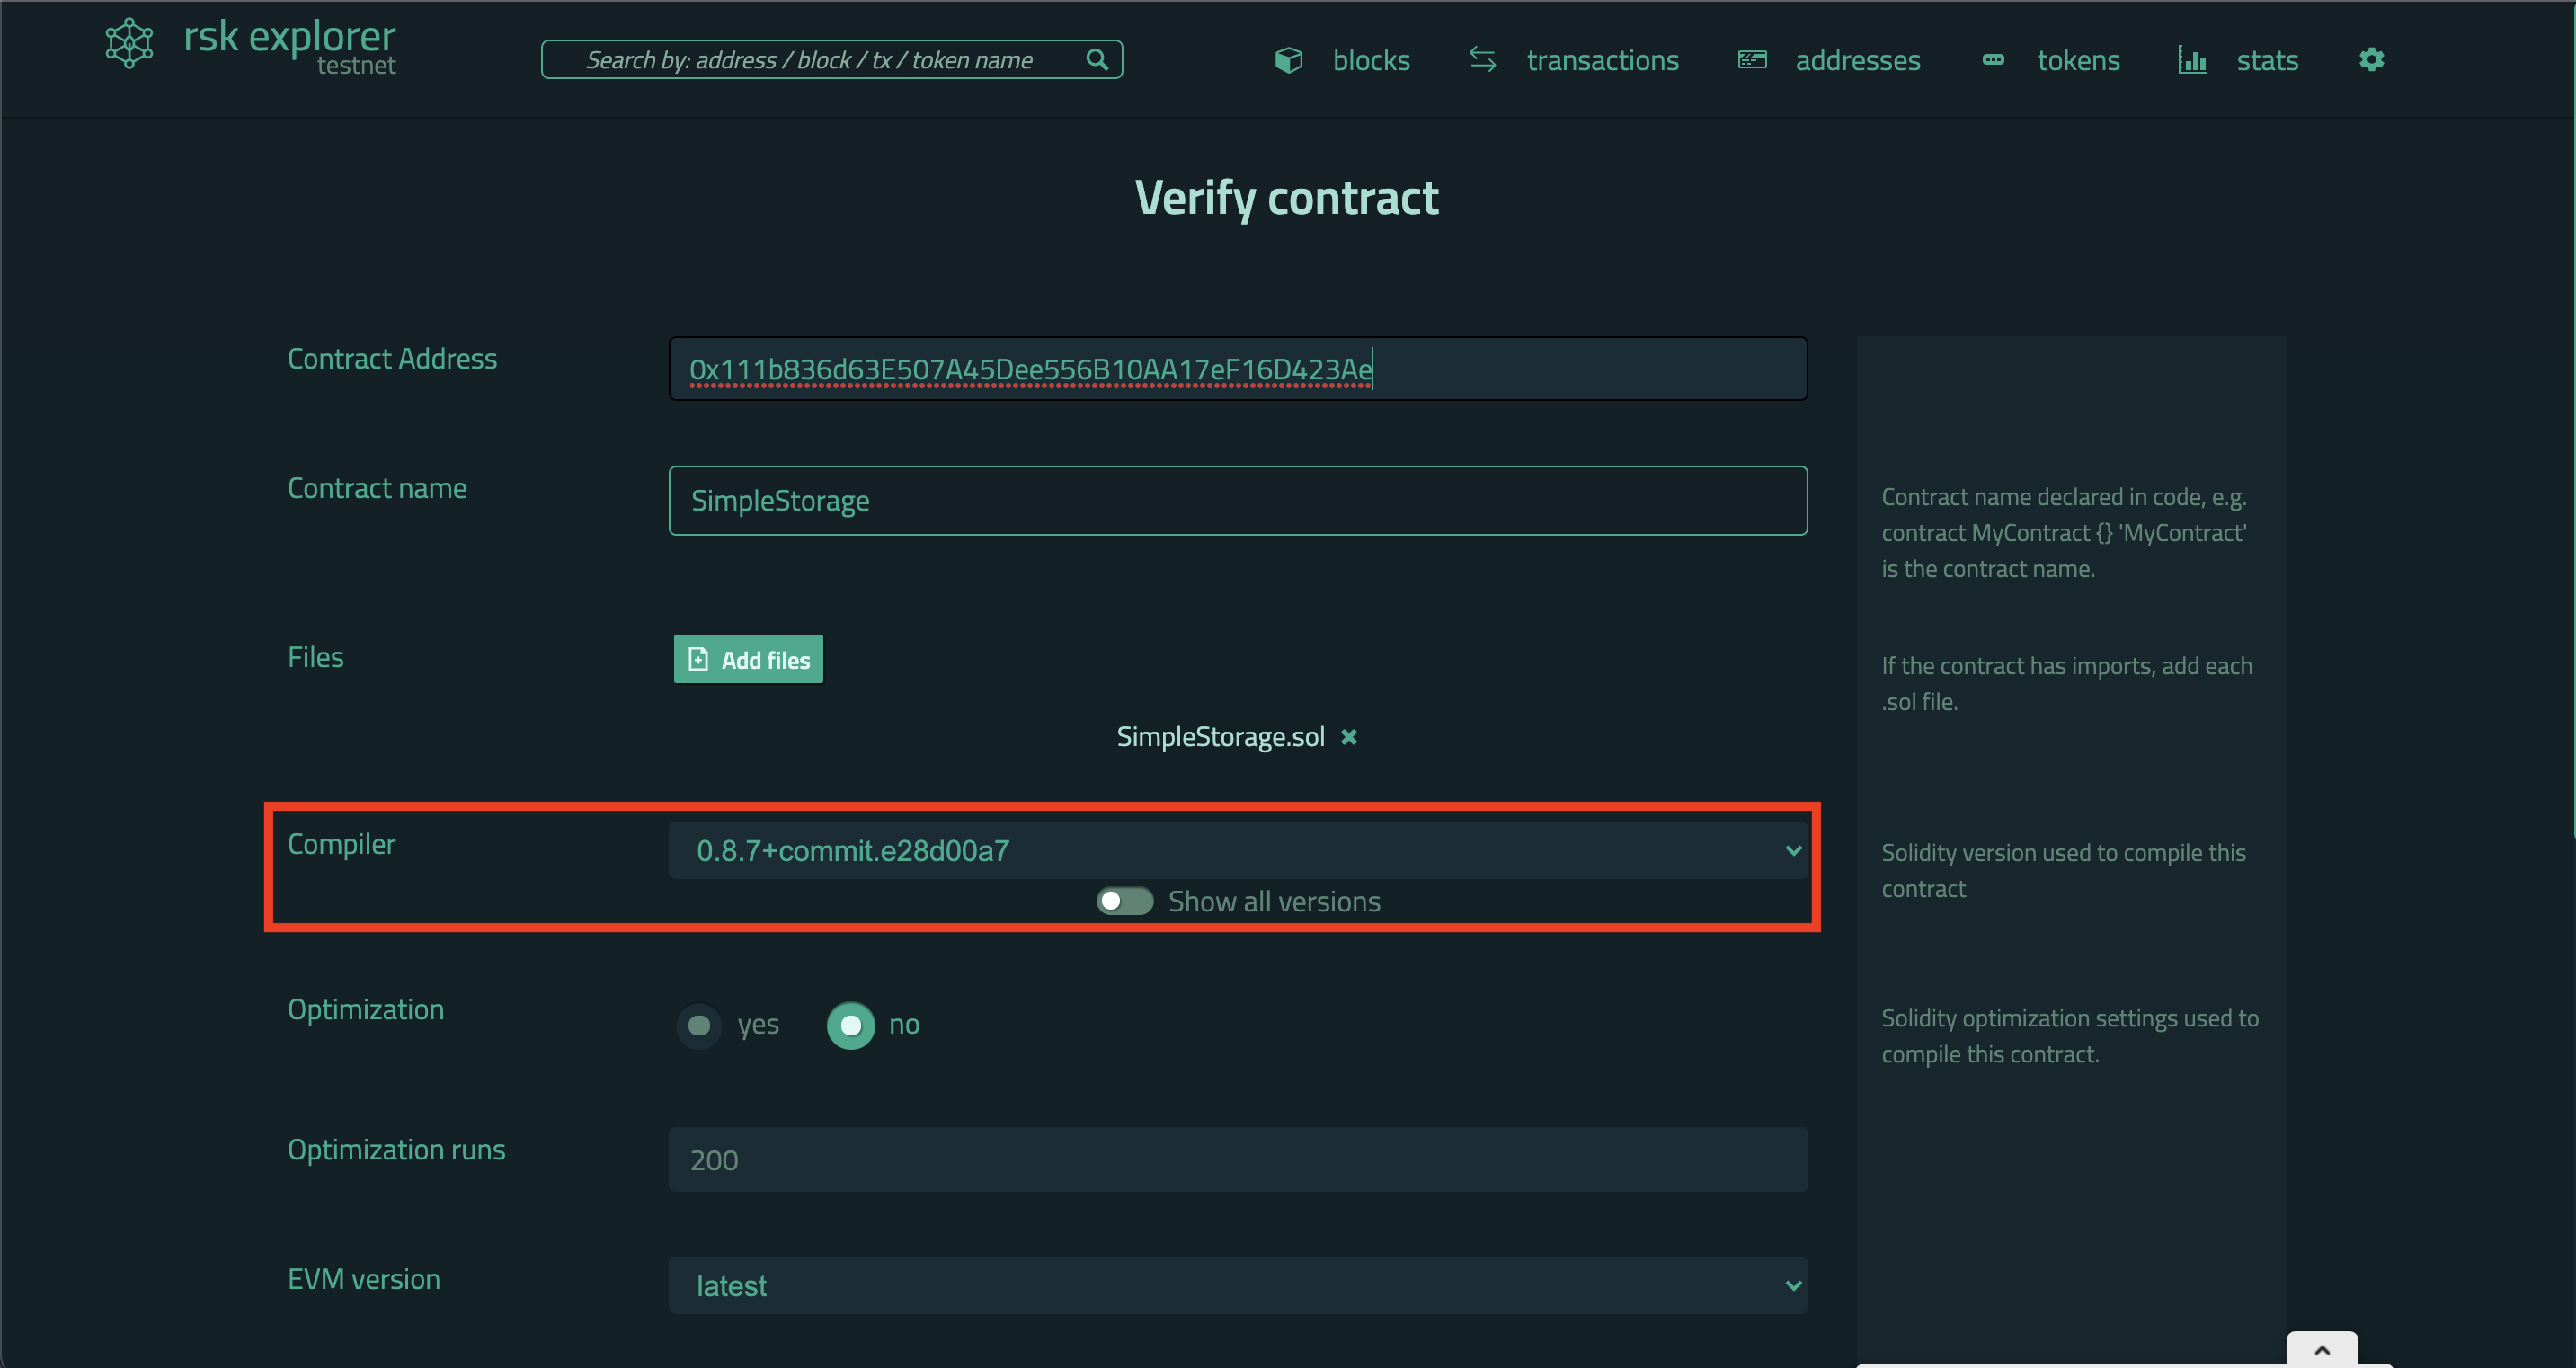 rsk explorer
testnet
Search by: address / block / tx / token name
blocks
transactions
addresses
tokens
stats
Verify contract
Contract Address
0x111b836d63E507A45Dee556B10AA17eF16D423Ae
Contract name
SimpleStorage
Contract name declared in code, e.g.
contract MyContract {} 'MyContract'
is the contract name.
Files
Add files
If the contract has imports, add each
.sol file.
SimpleStorage.sol
Compiler
0.8.7+commit.e28d00a7
Show all versions
Solidity version used to compile this
contract
Optimization
yes
no
Solidity optimization settings used to
compile this contract.
Optimization runs
200
EVM version
latest